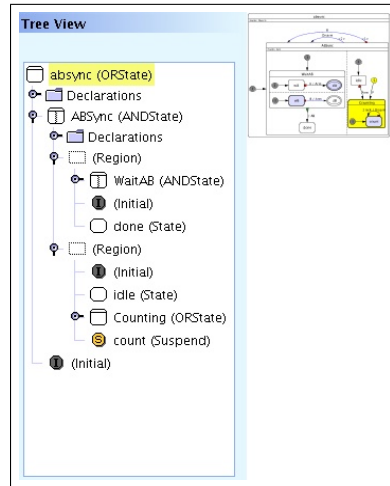 Tree View
absync (ORState)
Declarations
ABSync (ANDState)
Declarations
(Region)
WaitAB (ANDState)
I (Initial)
done (State)
(Region)
I (Initial)
idle (State)
Counting (ORState)
S count (Suspend)
I (Initial)